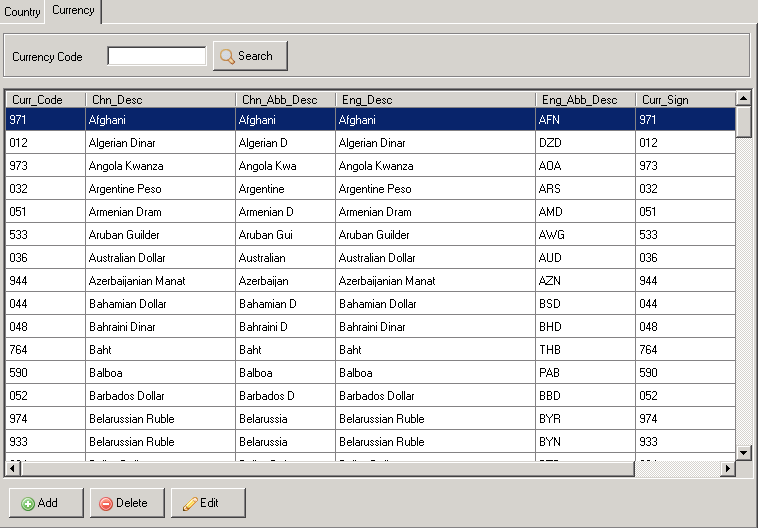 Country Currency
Currency Code Search
Curr_Code Chn_Desc Chn_Abb_Desc Eng_Desc Eng_Abb_Desc Curr_Sign
971 Afghani Afghani Afghani AFN 971
012 Algerian Dinar Algerian D Algerian Dinar DZD 012
973 Angola Kwanza Angola Kwa Angola Kwanza AOA 973
032 Argentine Peso Argentine Argentine Peso ARS 032
051 Armenian Dram Armenian D Armenian Dram AMD 051
533 Aruban Guilder Aruban Gui Aruban Guilder AWG 533
036 Australian Dollar Australian Australian Dollar AUD 036
944 Azerbaijanian Manat Azerbaijan Azerbaijanian Manat AZN 944
044 Bahamian Dollar Bahamian D Bahamian Dollar BSD 044
048 Bahraini Dinar Bahraini D Bahraini Dinar BHD 048
764 Baht Baht Baht THB 764
590 Balboa Balboa Balboa PAB 590
052 Barbados Dollar Barbados D Barbados Dollar BBD 052
974 Belarussian Ruble Belarussia Belarussian Ruble BYR 974
933 Belarussian Ruble Belarussia Belarussian Ruble BYN 933
Add Delete Edit